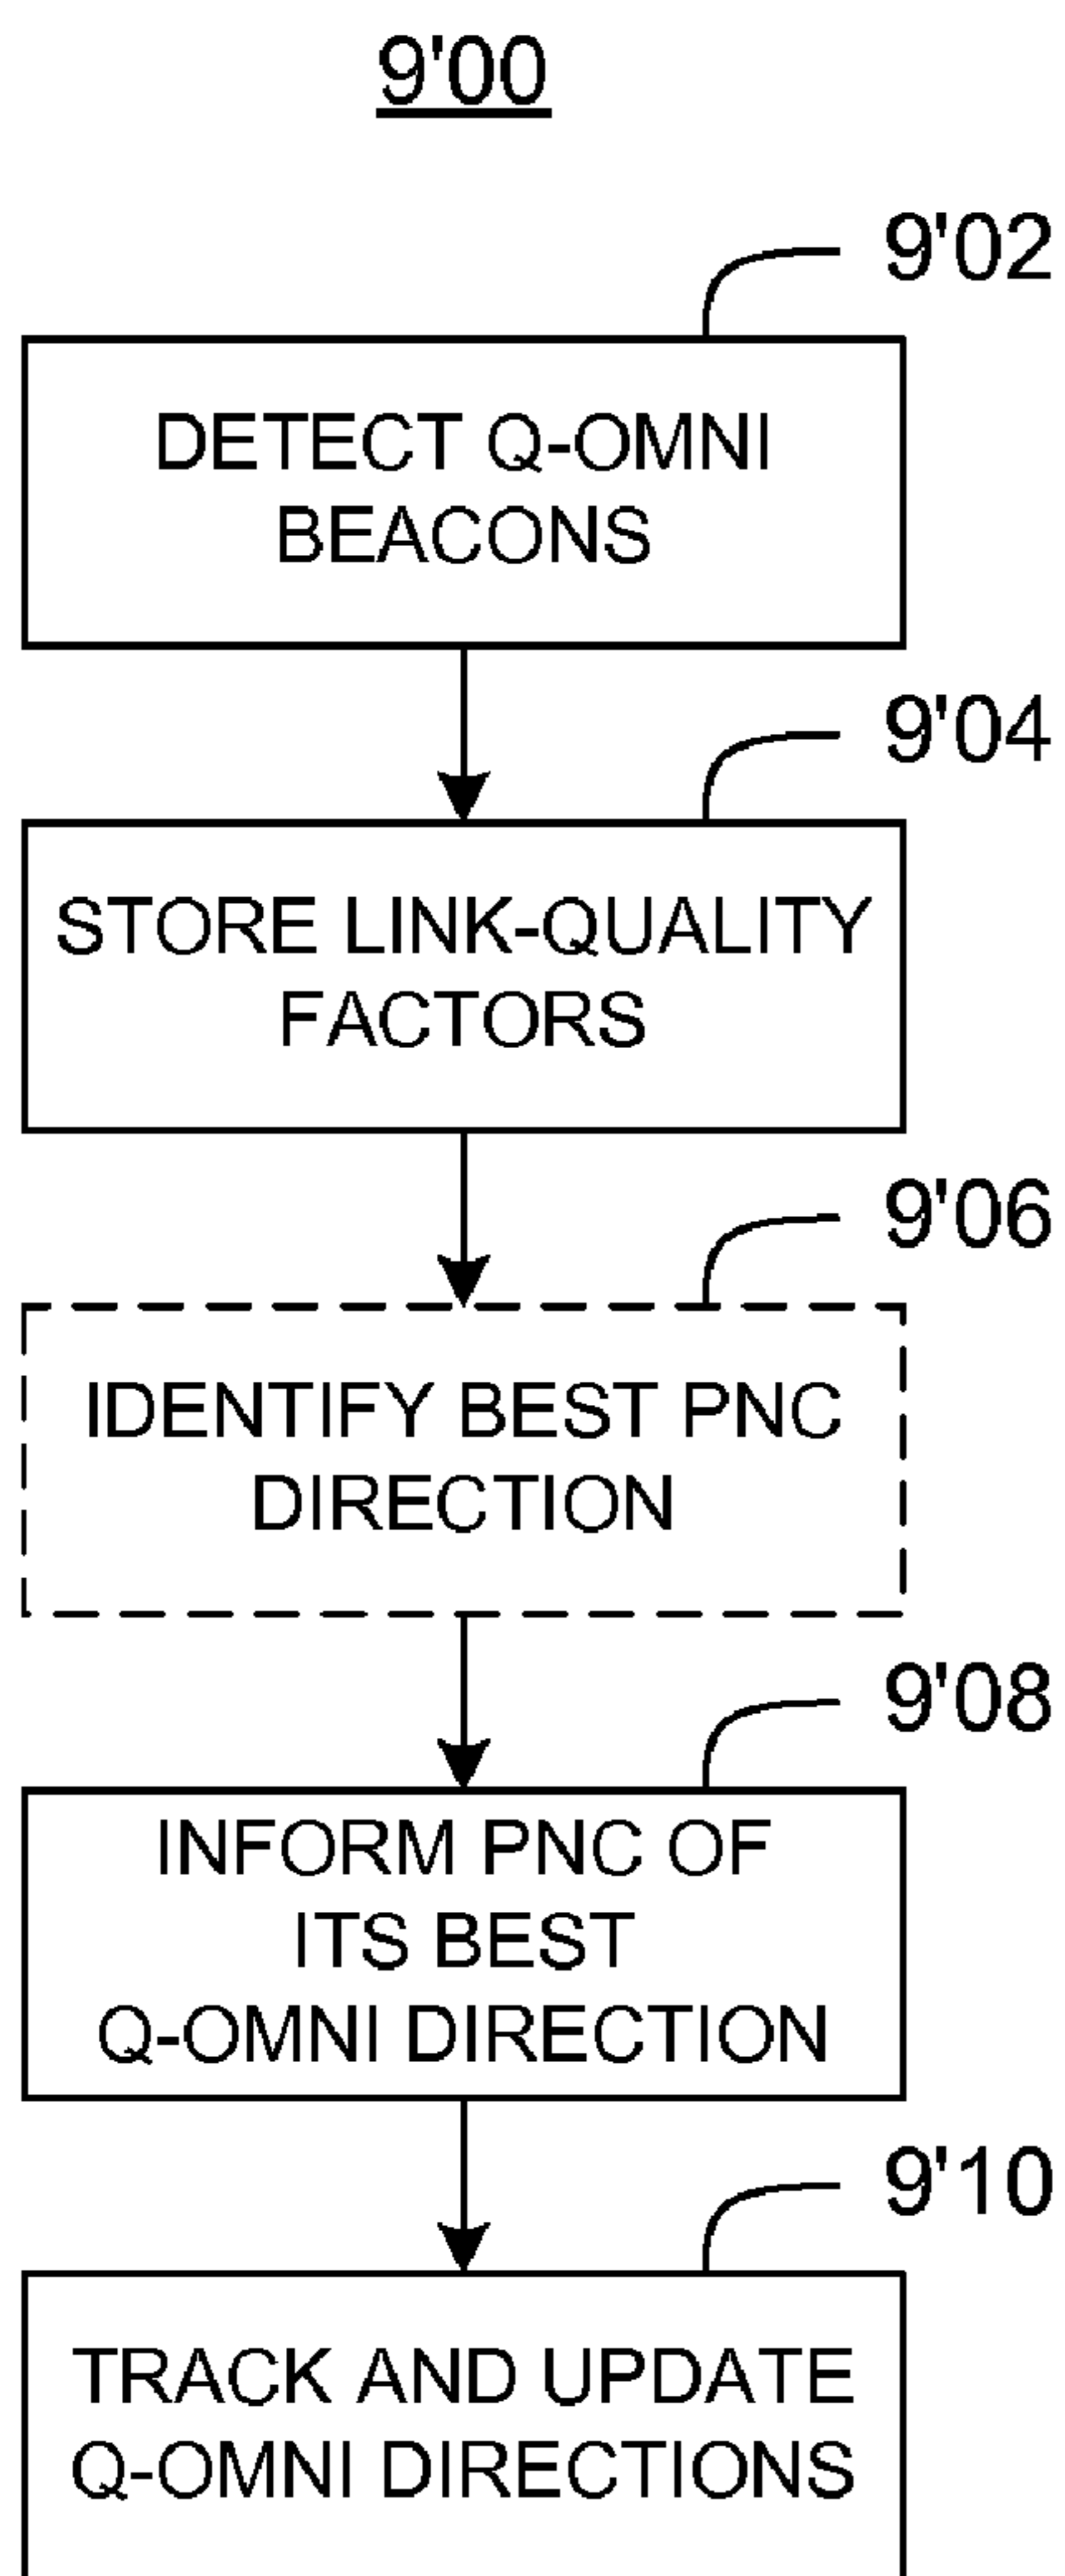 9'00
9'02
DETECT Q-OMNI
BEACONS
9'04
STORE LINK-QUALITY
FACTORS
9'06
IDENTIFY BEST PNC
DIRECTION
9'08
INFORM PNC OF
ITS BEST
Q-OMNI DIRECTION
9'10
TRACK AND UPDATE
Q-OMNI DIRECTIONS